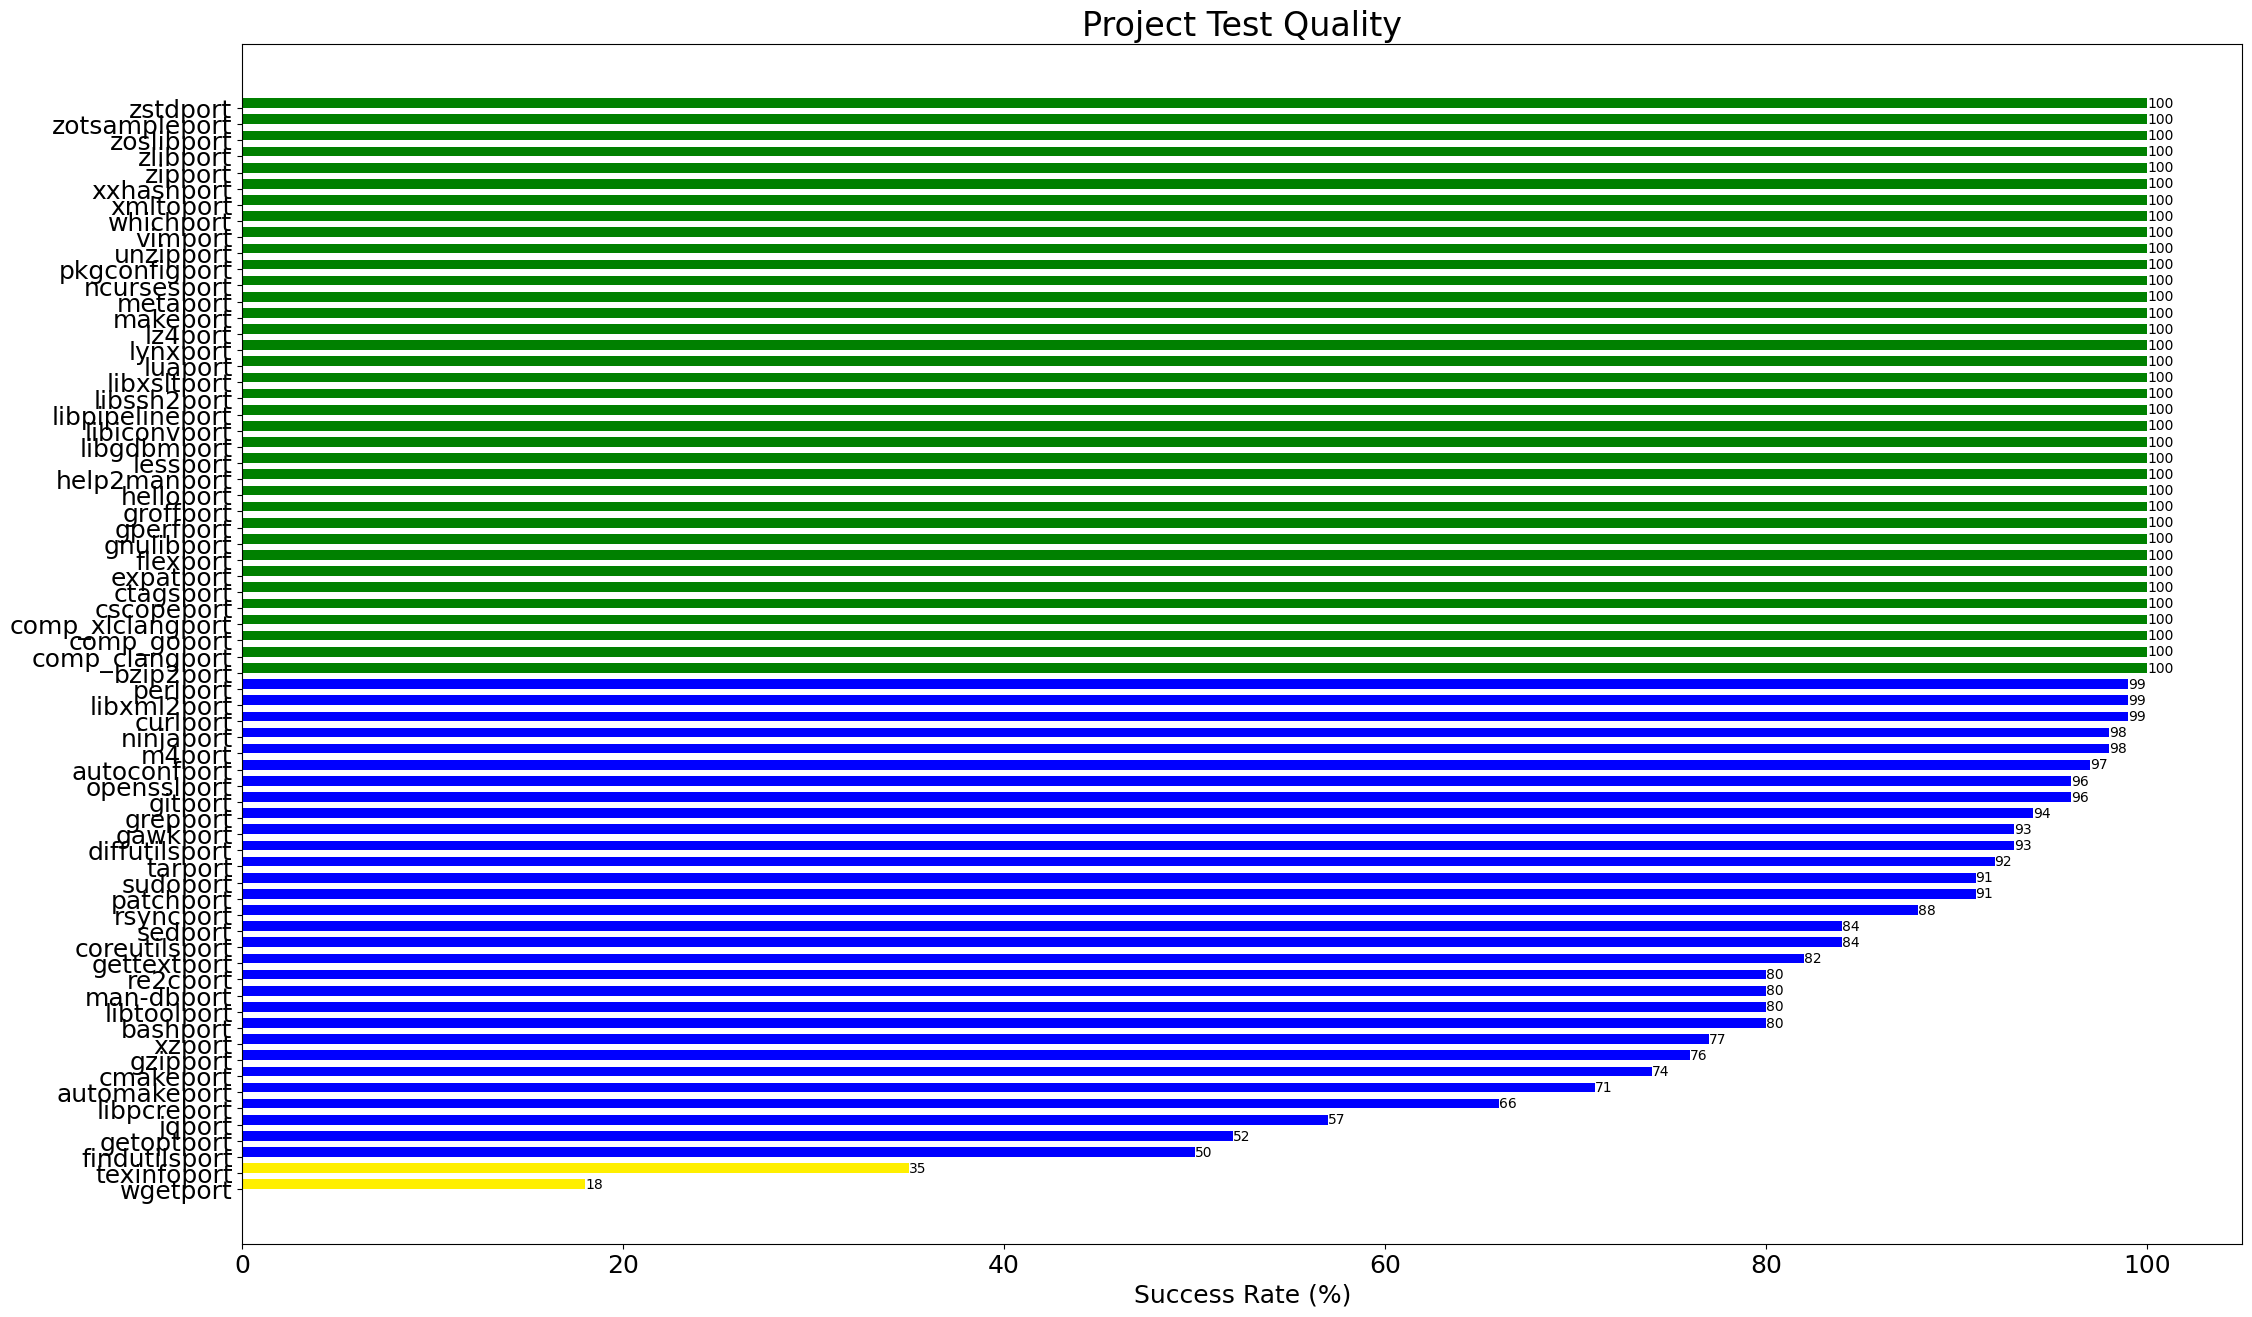 Project Test Quality
zstdport 100
zotsampleport 100
zoslibport 100
zlibport 100
zipport 100
xxhashport 100
xmltoport 100
whichport 100
vimport 100
unzipport 100
pkgconfigport 100
ncursesport 100
metaport 100
makeport 100
lz4port 100
lynxport 100
luaport 100
libxsltport 100
libssh2port 100
libpipelineport 100
libiconvport 100
libgdbmport 100
lessport 100
help2manport 100
helloport 100
groffport 100
gperfport 100
gnulibport 100
flexport 100
expatport 100
ctagsport 100
cscopeport 100
comp_xlclangport 100
comp_goport 100
comp_clangport 100
bzip2port 100
perlport 99
libxml2port 99
curlport 99
ninjaport 98
m4port 98
autoconfport 97
opensslport 96
gitport 96
grepport 94
gawkport 93
diffutilsport 93
tarport 92
sudoport 91
patchport 91
rsyncport 88
sedport 84
coreutilsport 84
gettextport 82
re2cport 80
man-dbport 80
libtoolport 80
bashport 80
xzport 77
gzipport 76
cmakeport 74
automakeport 71
libpcreport 66
jqport 57
getoptport 52
findutilsport 50
texinfoport 35
wgetport 18
0 20 40 60 80 100
Success Rate (%)